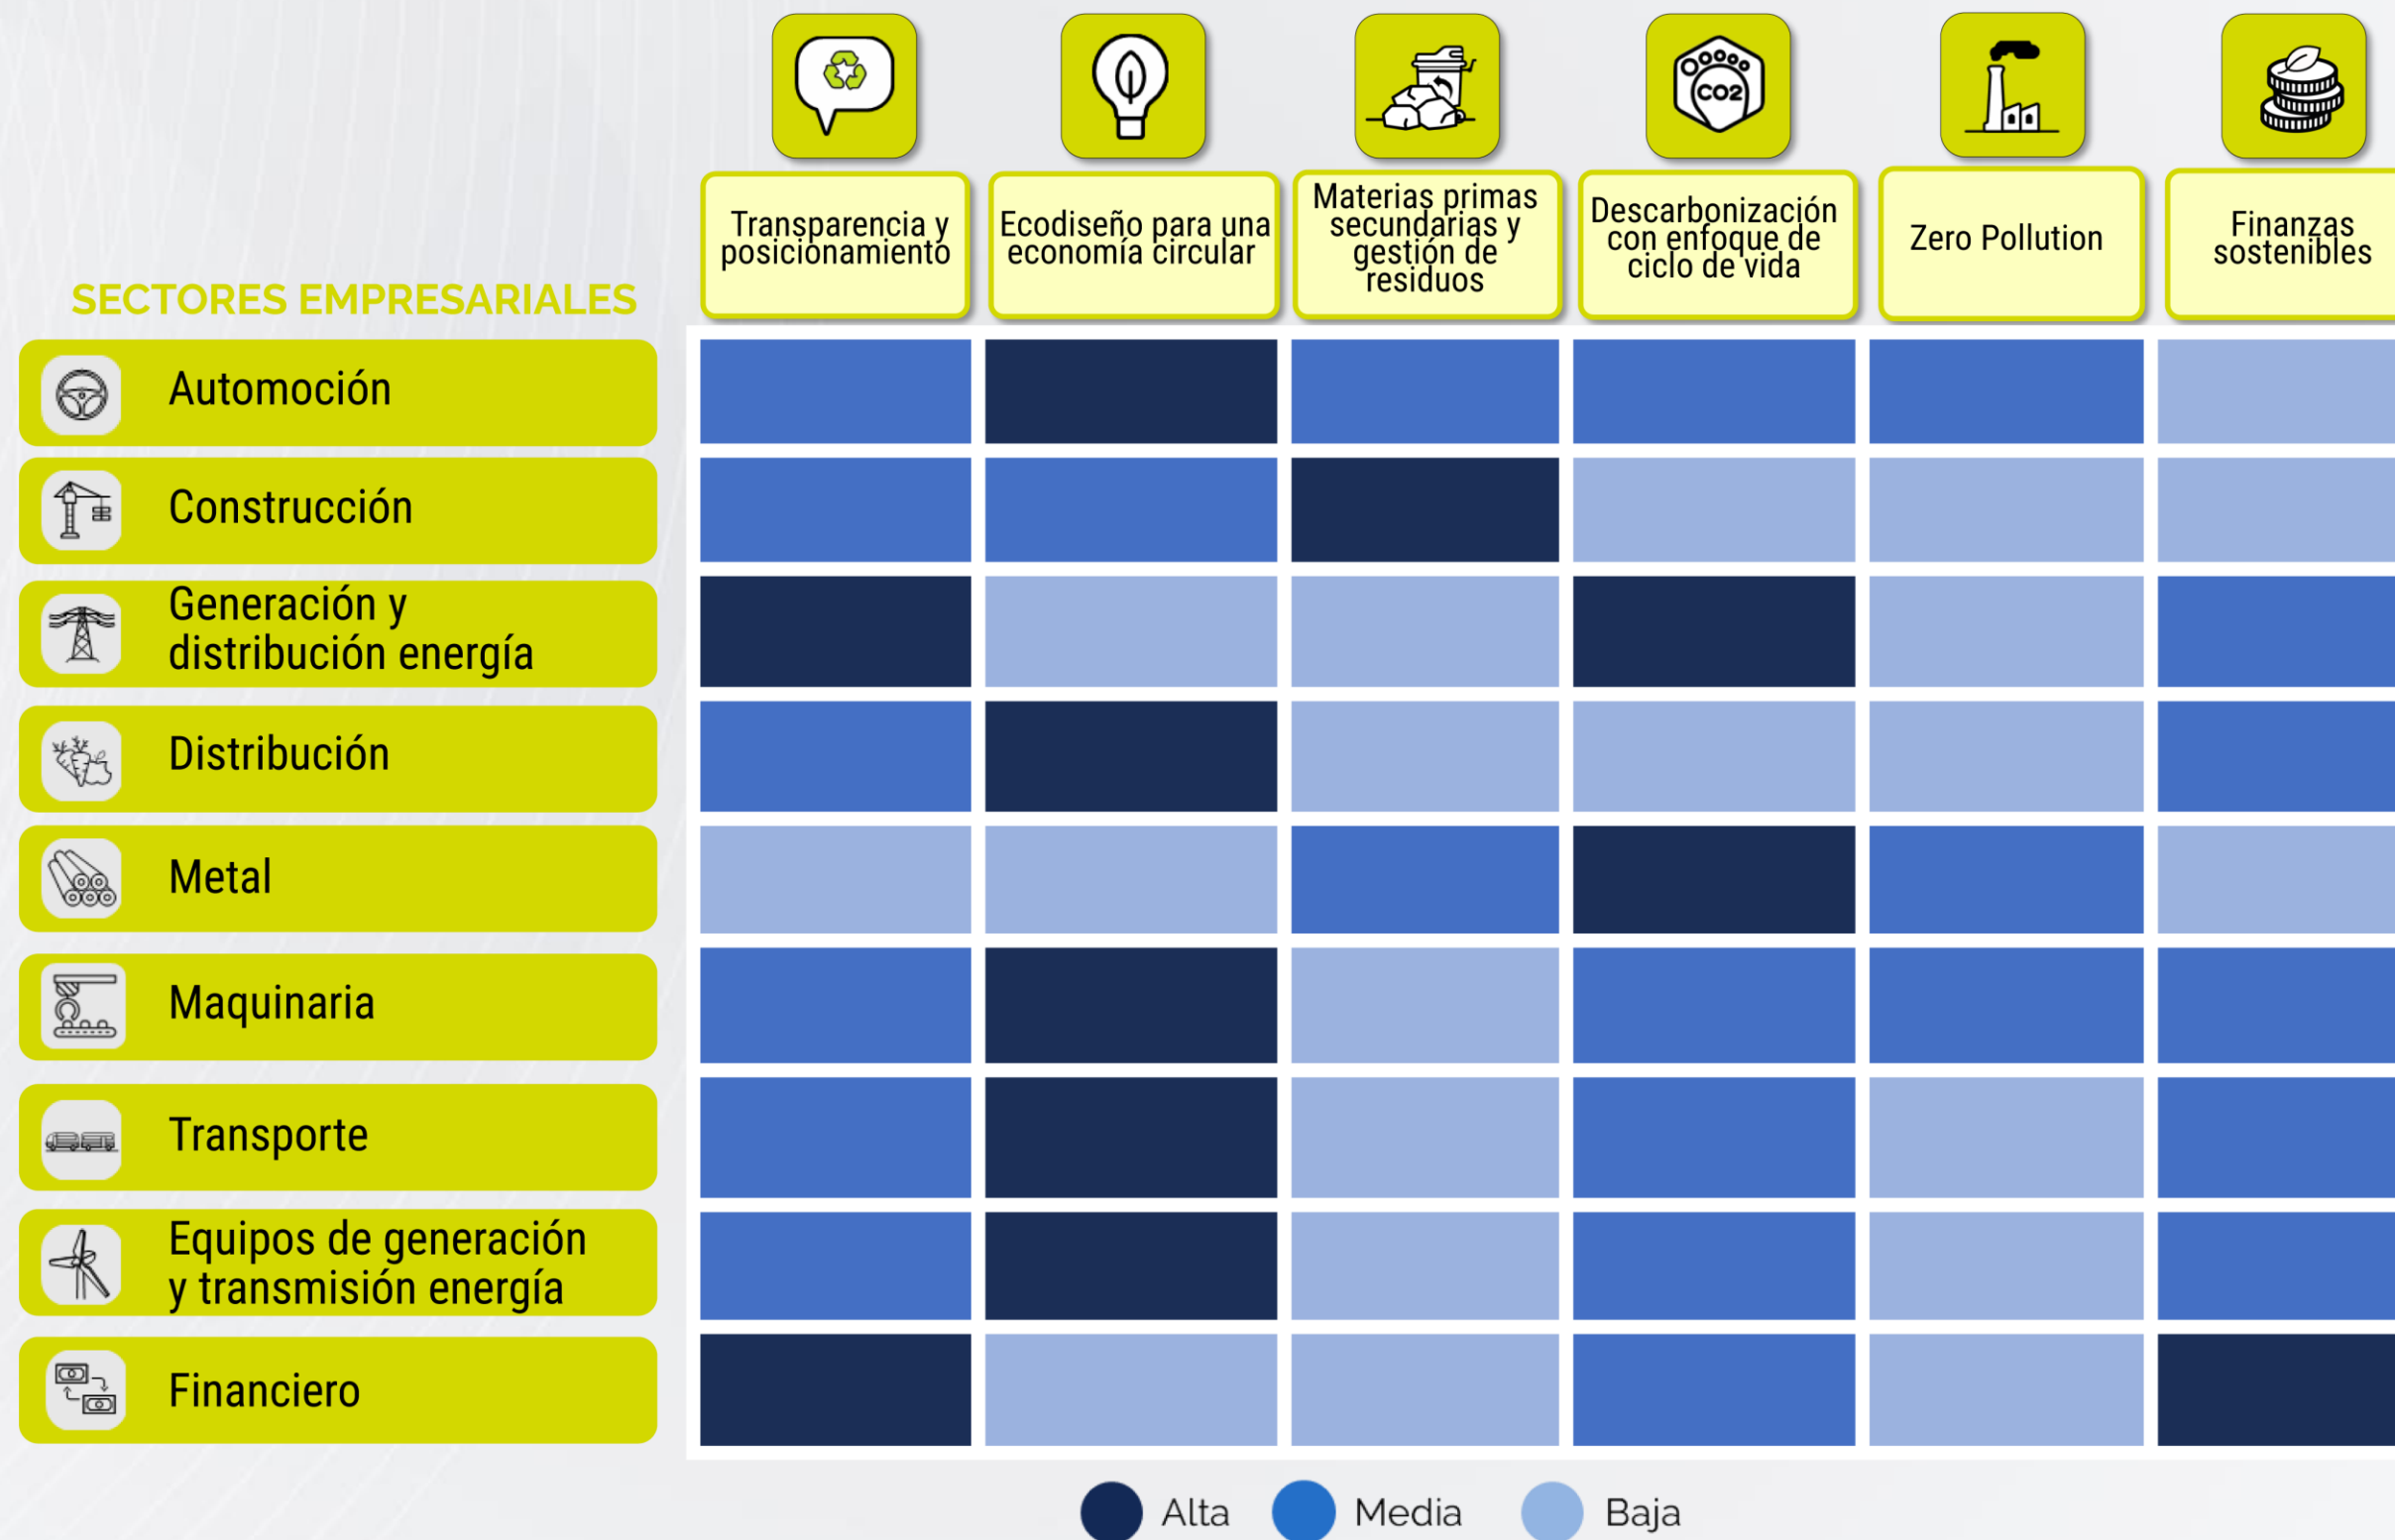 CO2
Transparencia y
posicionamiento
Ecodiseño para una
economía circular
Materias primas
secundarias y
gestión de
residuos
Descarbonización
con enfoque de
ciclo de vida
Zero Pollution
Finanzas
sostenibles
SECTORES EMPRESARIALES
Automoción
Construcción
Generación y
distribución energía
Distribución
Metal
Maquinaria
Transporte
Equipos de generación
y transmisión energía
Financiero
Alta
Media
Baja